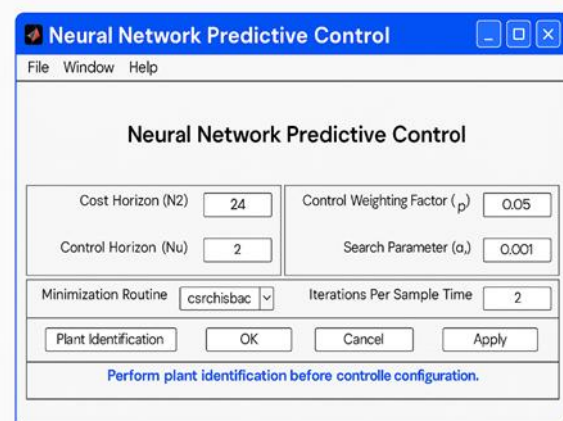 Neural Network Predictive Control
File Window Help
Neural Network Predictive Control
Cost Horizon (N2) 24 Control Weighting Factor (ρ) 0.05
Control Horizon (Nu) 2 Search Parameter (α,) 0.001
Minimization Routine csrchisbac Iterations Per Sample Time 2
Plant Identification OK Cancel Apply
Perform plant identification before controlle configuration.